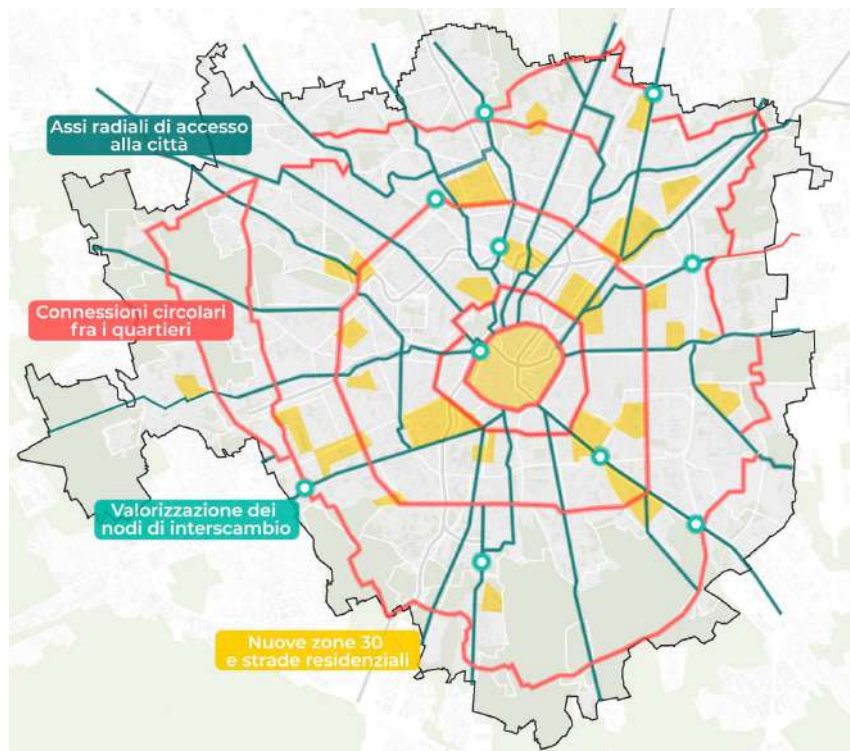 Assi radiali di accesso
alla città
Connessioni circolari
fra i quartieri
Valorizzazione dei
nodi di interscambio
Nuove zone 30
e strade residenziali